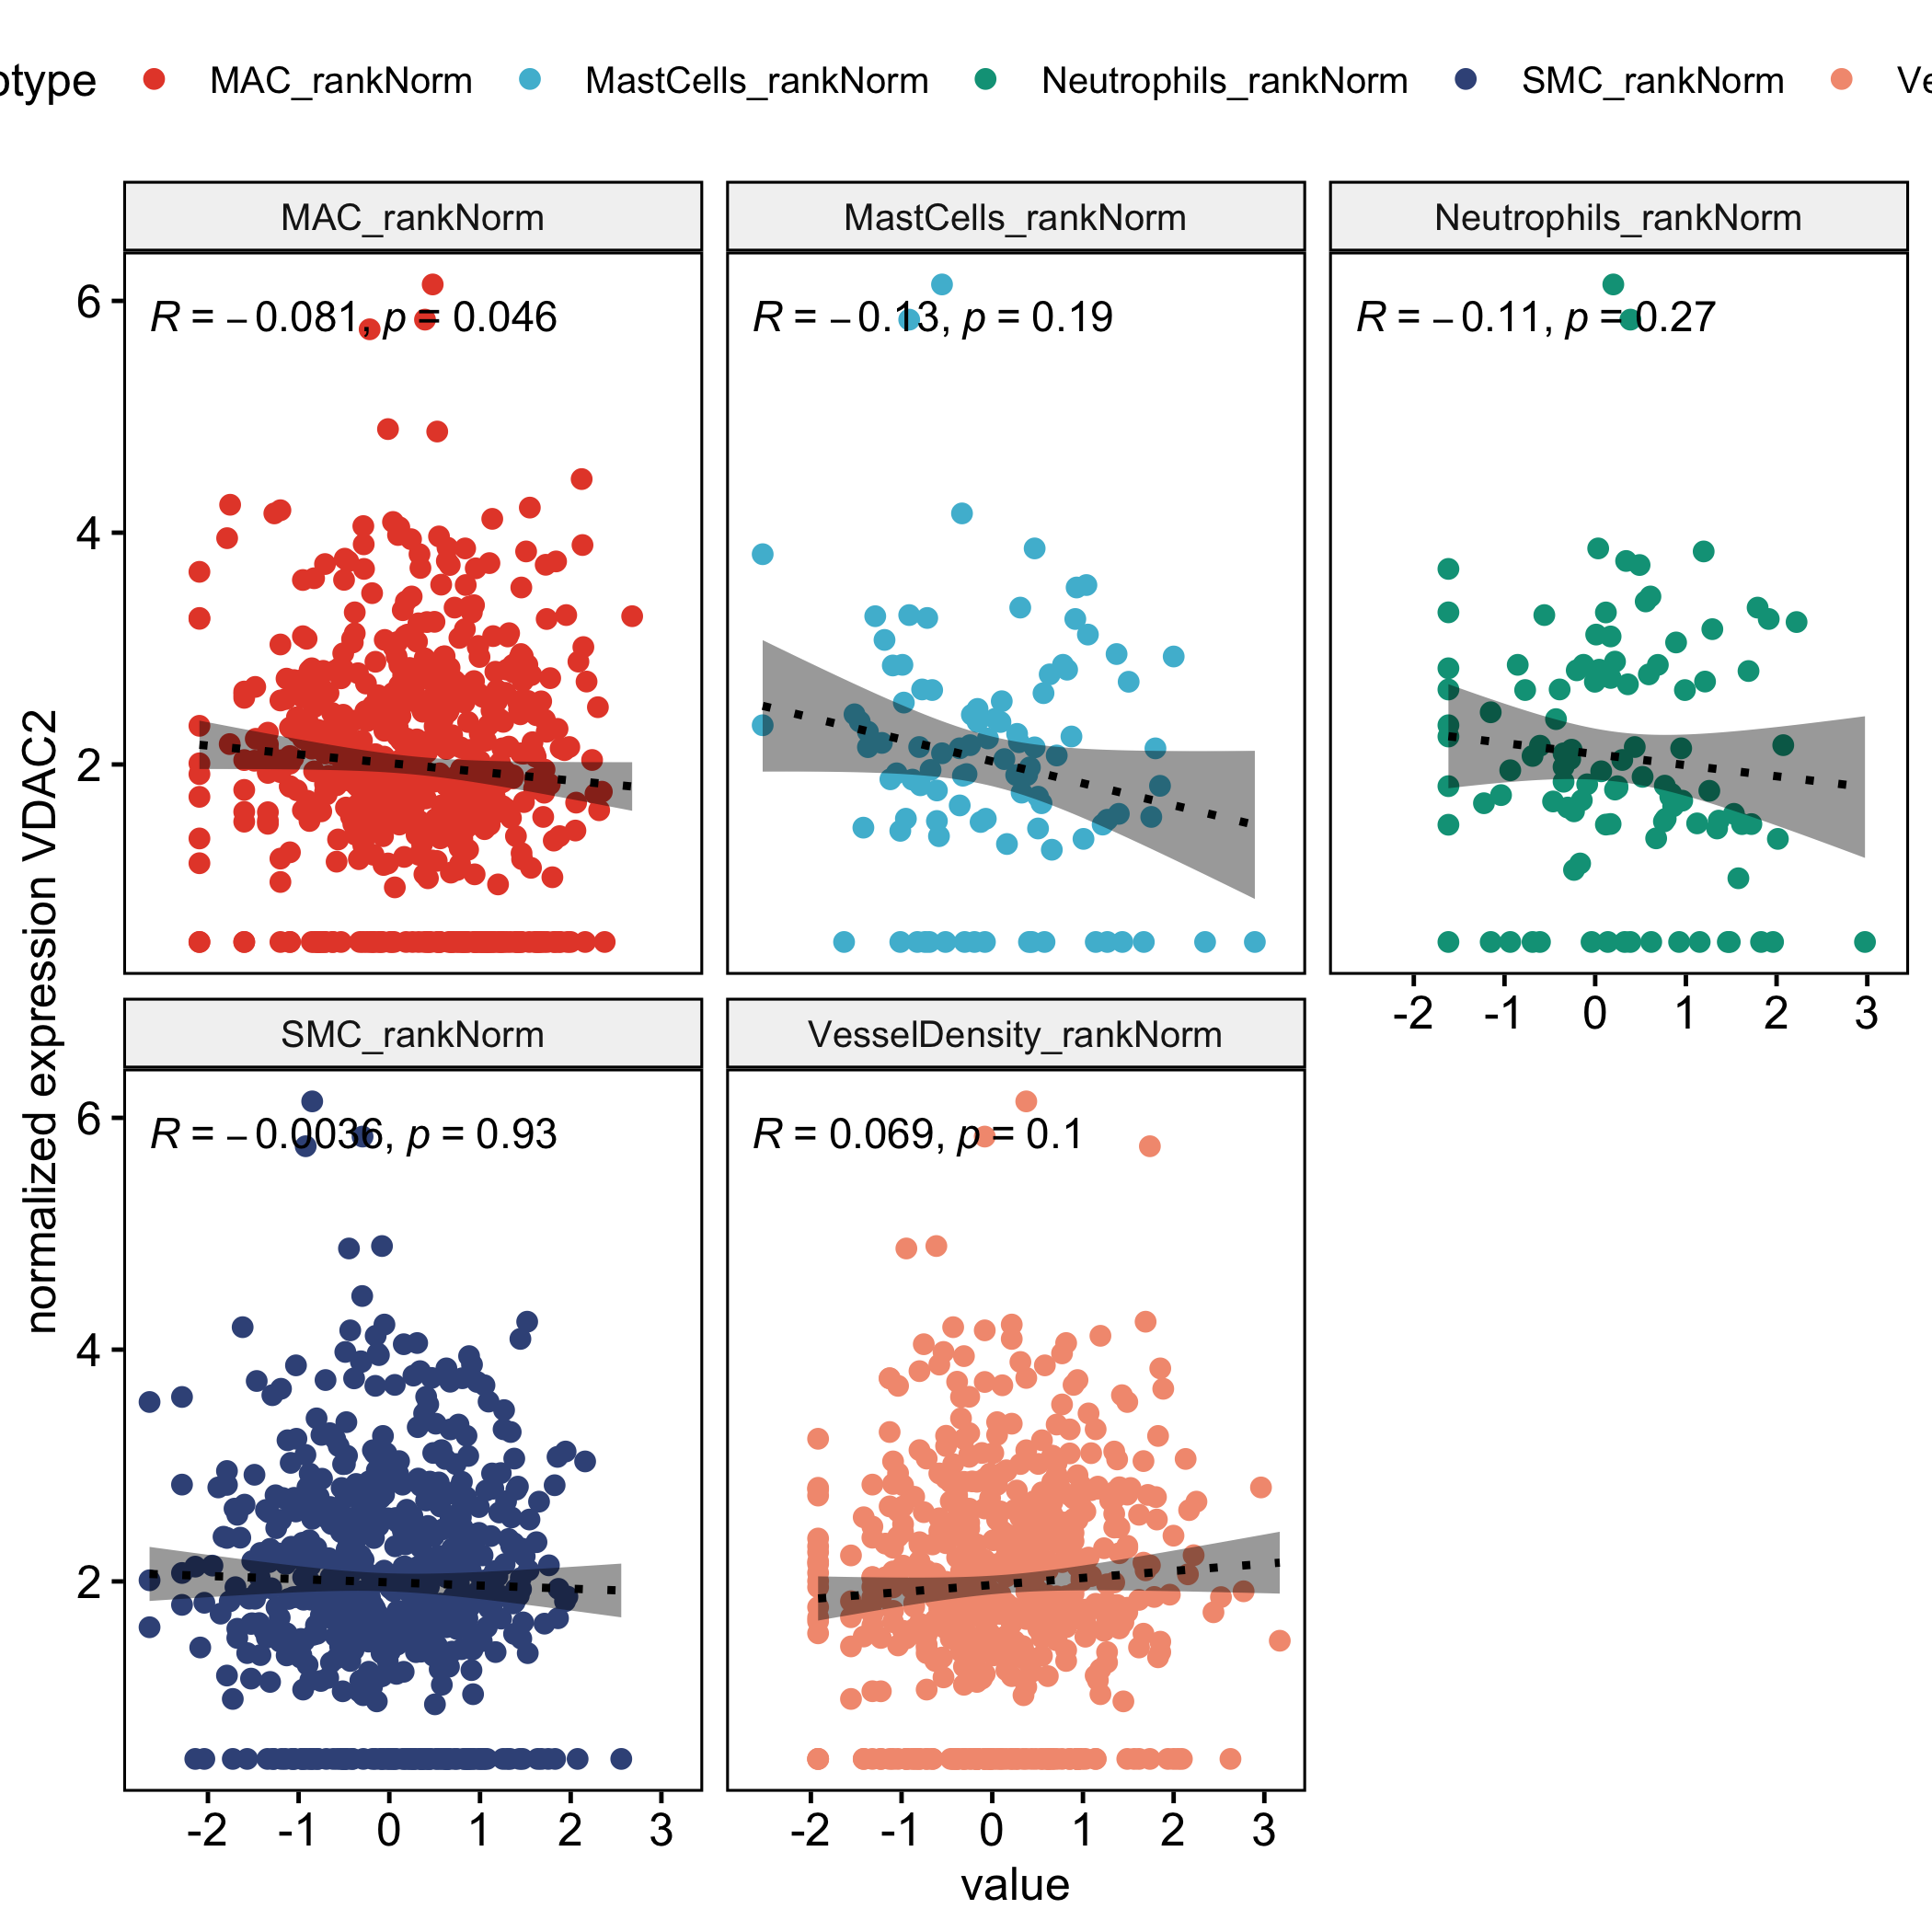 otype MAC_rankNorm MastCells_rankNorm Neutrophils_rankNorm SMC_rankNorm Ve
MAC_rankNorm MastCells_rankNorm Neutrophils_rankNorm
R = −0.081, p = 0.046 R = −0.13, p = 0.19 R = −0.11, p = 0.27
6
4
2
-2 -1 0 1 2 3
SMC_rankNorm VesselDensity_rankNorm
R = −0.0036, p = 0.93 R = 0.069, p = 0.1
6
4
2
-2 -1 0 1 2 3 -2 -1 0 1 2 3
value
normalized expression VDAC2